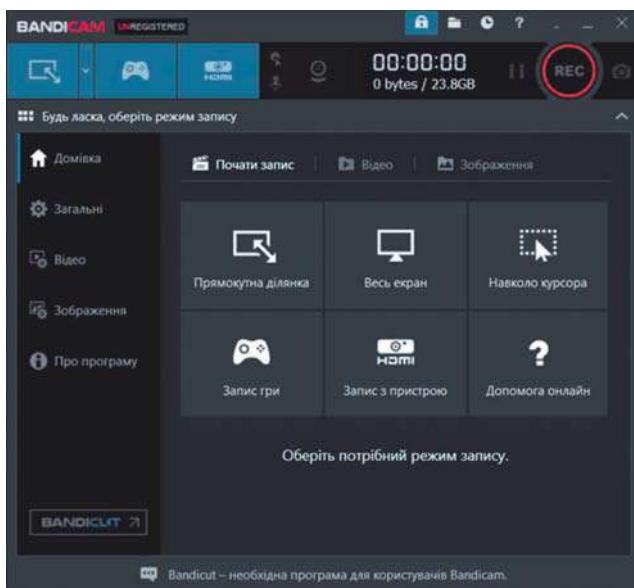 BANDICAM UNREGISTERED ?
HDMI 00:00:00 REC
0 bytes / 23.8GB
Будь ласка, оберіть режим запису
Домівка
Загальні
Відео
Зображення
Про програму
Почати запис Відео Зображення
Прямокутна ділянка Весь екран Навколо курсора
HDMI ?
Запис гри Запис з пристрою Допомога онлайн
Оберіть потрібний режим запису.
BANDICUT
Bandicut – необхідна програма для користувачів Bandicam.